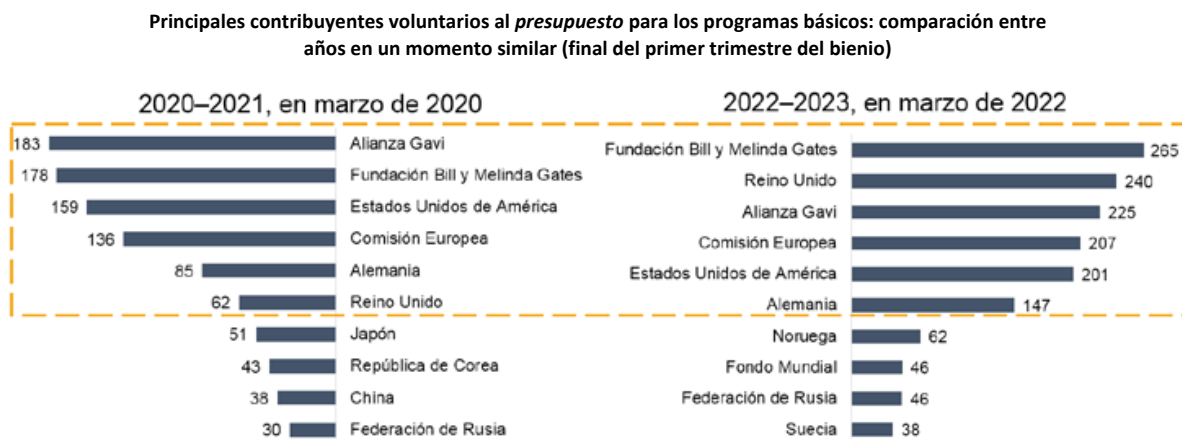 Principales contribuyentes voluntarios al presupuesto para los programas básicos: comparación entre
años en un momento similar (final del primer trimestre del bienio)
2020–2021, en marzo de 2020
183 Alianza Gavi
178 Fundación Bill y Melinda Gates
159 Estados Unidos de América
136 Comisión Europea
85 Alemania
62 Reino Unido
51 Japón
43 República de Corea
38 China
30 Federación de Rusia
2022–2023, en marzo de 2022
Fundación Bill y Melinda Gates 265
Reino Unido 240
Alianza Gavi 225
Comisión Europea 207
Estados Unidos de América 201
Alemania 147
Noruega 62
Fondo Mundial 46
Federación de Rusia 46
Suecia 38